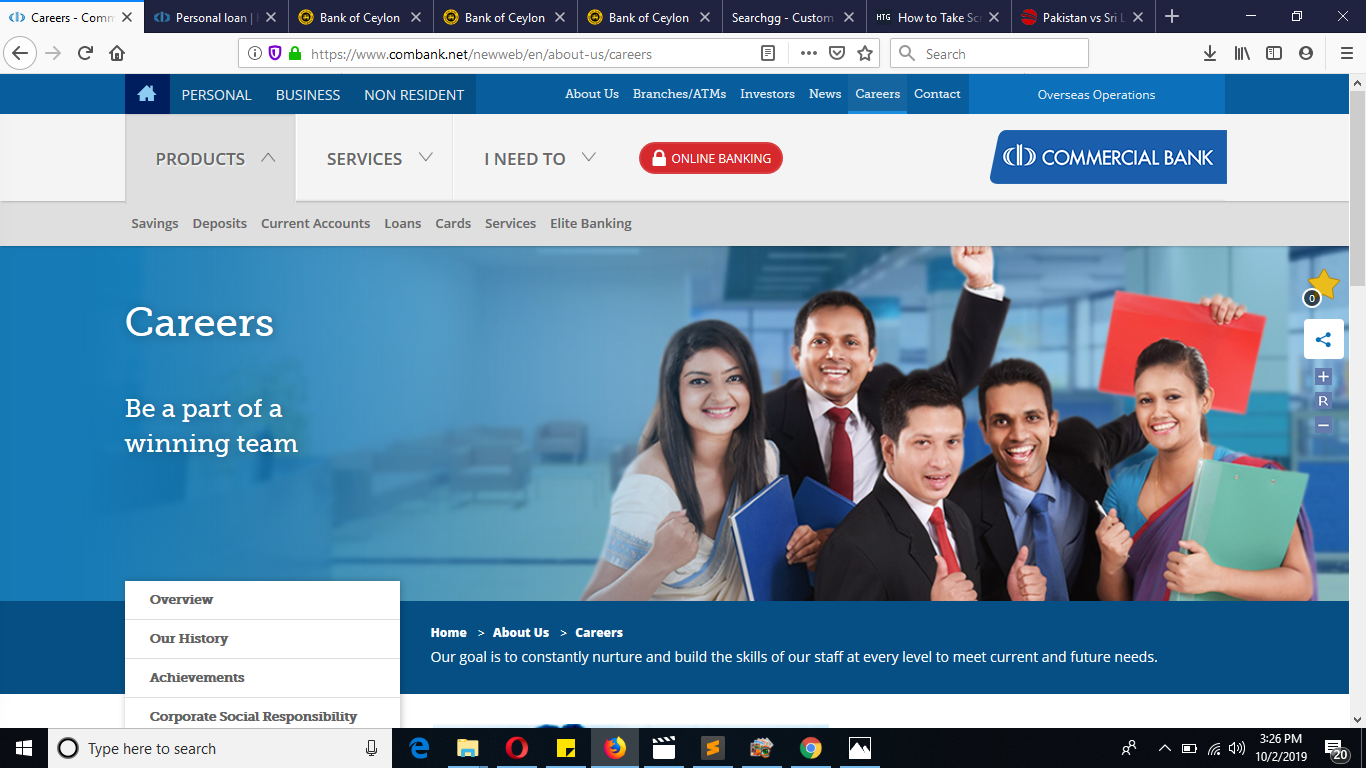 Careers - Comm
Personal loan |
Bank of Ceylon
Bank of Ceylon
Bank of Ceylon
Searchgg - Custom
HTG How to Take Sc
Pakistan vs Sri L
https://www.combank.net/newweb/en/about-us/careers
Search
PERSONAL BUSINESS NON RESIDENT
About Us Branches/ATMs Investors News Careers Contact
Overseas Operations
PRODUCTS SERVICES I NEED TO
ONLINE BANKING
COMMERCIAL BANK
Savings Deposits Current Accounts Loans Cards Services Elite Banking
Careers
Be a part of a
winning team
0
+
R
−
Overview
Our History
Achievements
Corporate Social Responsibility
Home > About Us > Careers
Our goal is to constantly nurture and build the skills of our staff at every level to meet current and future needs.
Type here to search
3:26 PM
10/2/2019
20